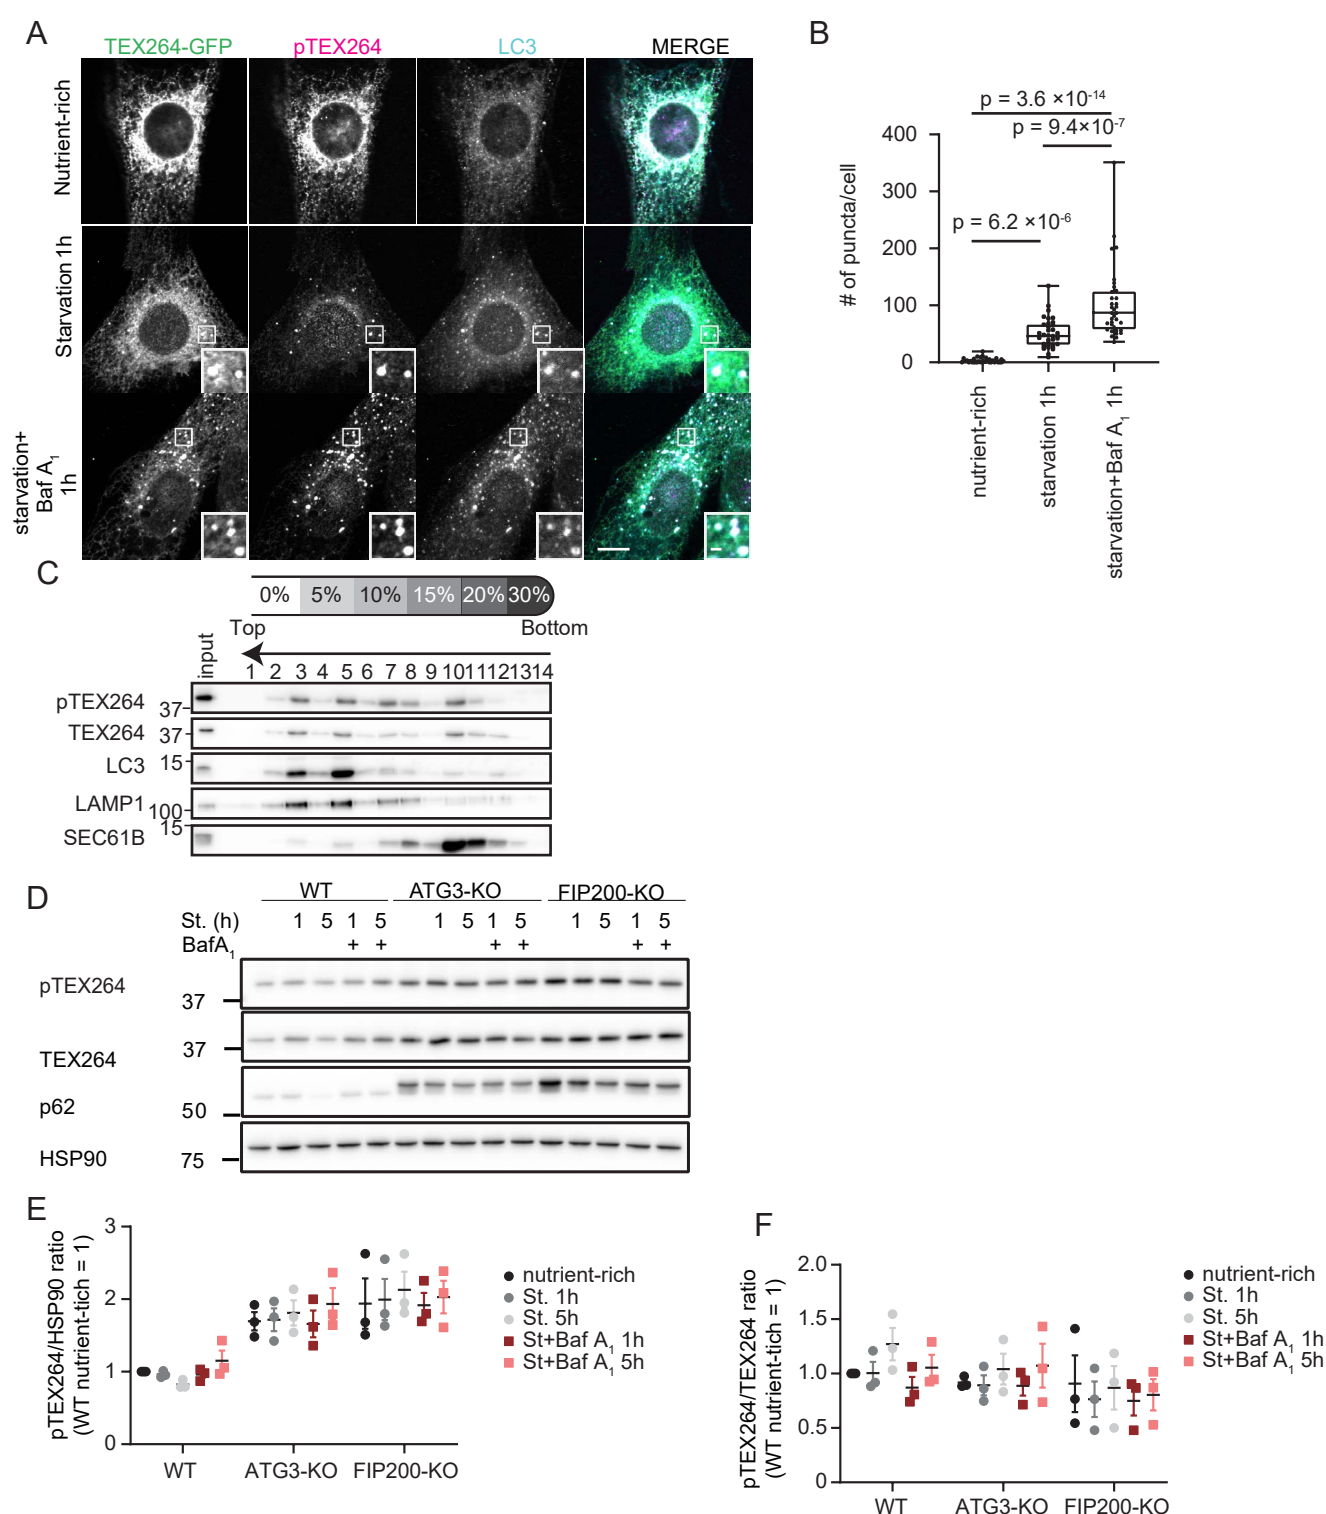 A
TEX264-GFP pTEX264 LC3 MERGE
Nutrient-rich
Starvation 1h
starvation+
Baf A1
1h
B
p = 3.6 ×10-14
p = 9.4×10-7
p = 6.2 ×10-6
# of puncta/cell
400
300
200
100
0
nutrient-rich
starvation 1h
starvation+Baf A1 1h
C
0% 5% 10% 15% 20% 30%
Top Bottom
input 1 2 3 4 5 6 7 8 9 10 11 12 13 14
pTEX264 37
TEX264 37
LC3 15
LAMP1 100
SEC61B 15
D
WT ATG3-KO FIP200-KO
St. (h) 1 5 1 5 1 5 1 5 1 5 1 5
BafA1 + + + + + +
pTEX264 37
TEX264 37
p62 50
HSP90 75
E
pTEX264/HSP90 ratio
(WT nutrient-tich = 1)
3
2
1
0
WT ATG3-KO FIP200-KO
nutrient-rich
St. 1h
St. 5h
St+Baf A1 1h
St+Baf A1 5h
F
pTEX264/TEX264 ratio
(WT nutrient-tich = 1)
2.0
1.5
1.0
0.5
0
WT ATG3-KO FIP200-KO
nutrient-rich
St. 1h
St. 5h
St+Baf A1 1h
St+Baf A1 5h